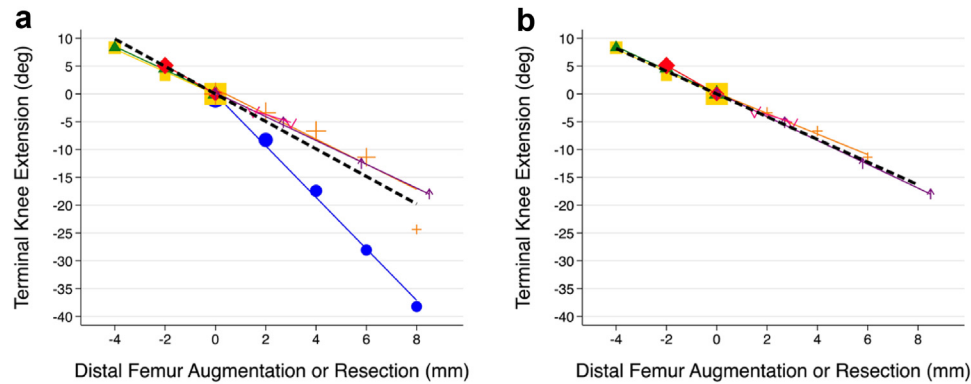 a
Terminal Knee Extension (deg)
10
5
0
-5
-10
-15
-20
-25
-30
-35
-40
-4 -2 0 2 4 6 8
Distal Femur Augmentation or Resection (mm)
b
Terminal Knee Extension (deg)
10
5
0
-5
-10
-15
-20
-25
-30
-35
-40
-4 -2 0 2 4 6 8
Distal Femur Augmentation or Resection (mm)